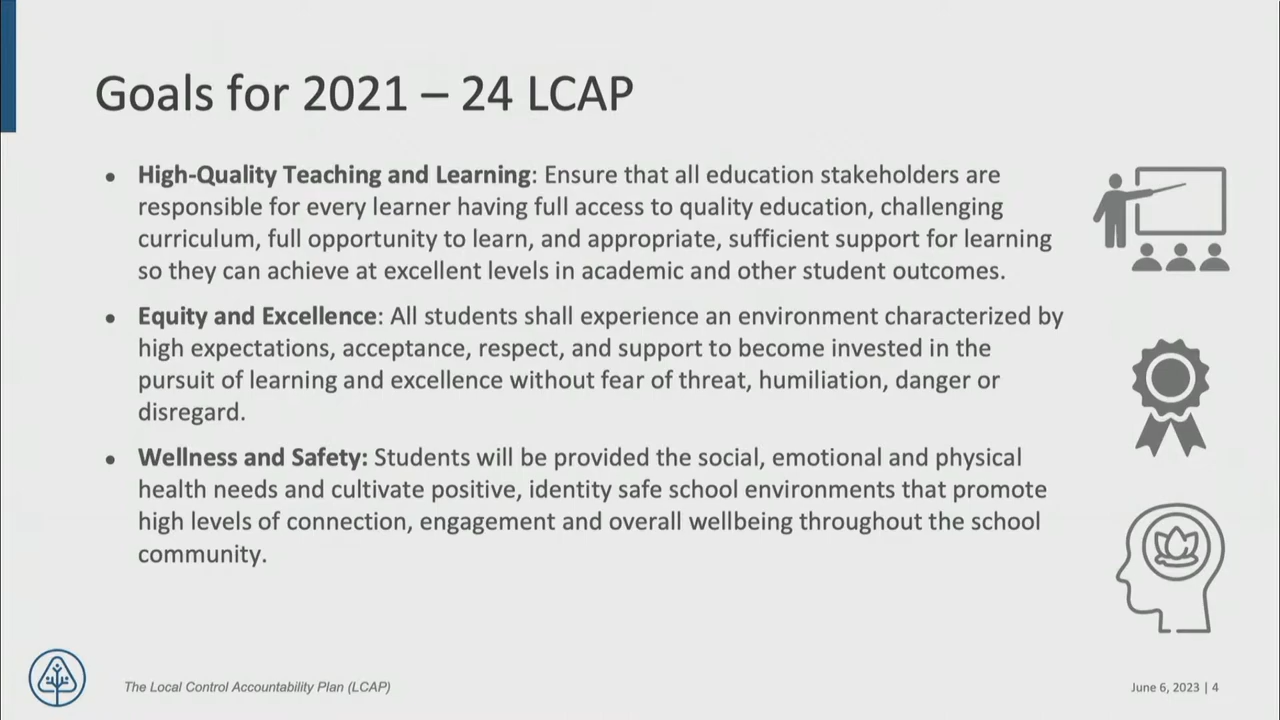 Goals for 2021 – 24 LCAP
• High-Quality Teaching and Learning: Ensure that all education stakeholders are
responsible for every learner having full access to quality education, challenging
curriculum, full opportunity to learn, and appropriate, sufficient support for learning
so they can achieve at excellent levels in academic and other student outcomes.
• Equity and Excellence: All students shall experience an environment characterized by
high expectations, acceptance, respect, and support to become invested in the
pursuit of learning and excellence without fear of threat, humiliation, danger or
disregard.
• Wellness and Safety: Students will be provided the social, emotional and physical
health needs and cultivate positive, identity safe school environments that promote
high levels of connection, engagement and overall wellbeing throughout the school
community.
The Local Control Accountability Plan (LCAP)
June 6, 2023 | 4